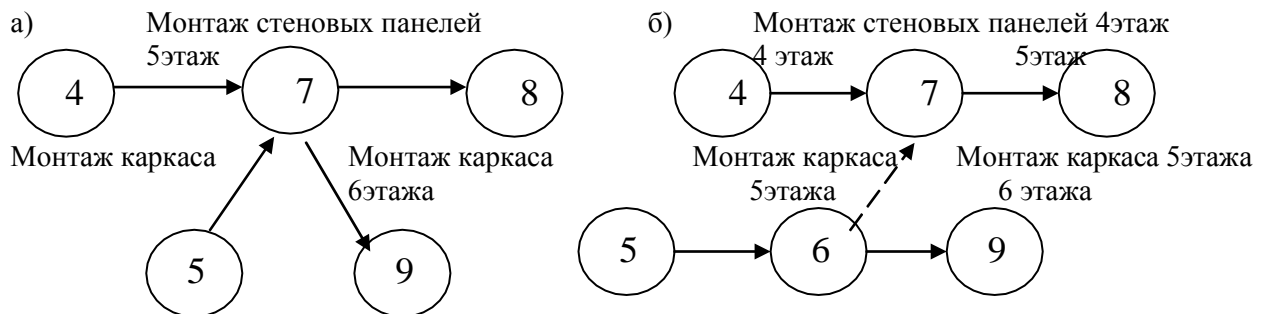 а) Монтаж стеновых панелей
5этаж
4 7 8
Монтаж каркаса Монтаж каркаса
6этажа
5 9
б) Монтаж стеновых панелей 4этаж
4 этаж 5этаж
4 7 8
Монтаж каркаса Монтаж каркаса 5этажа
5этажа 6 этажа
5 6 9